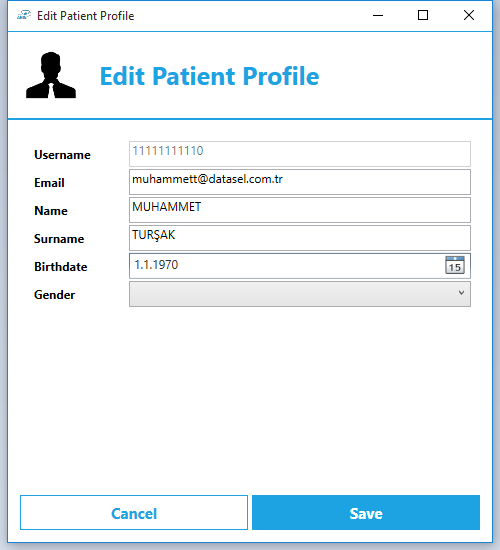 Edit Patient Profile
Edit Patient Profile
Username 11111111110
Email muhammett@datasel.com.tr
Name MUHAMMET
Surname TURŞAK
Birthdate 1.1.1970 15
Gender
Cancel Save